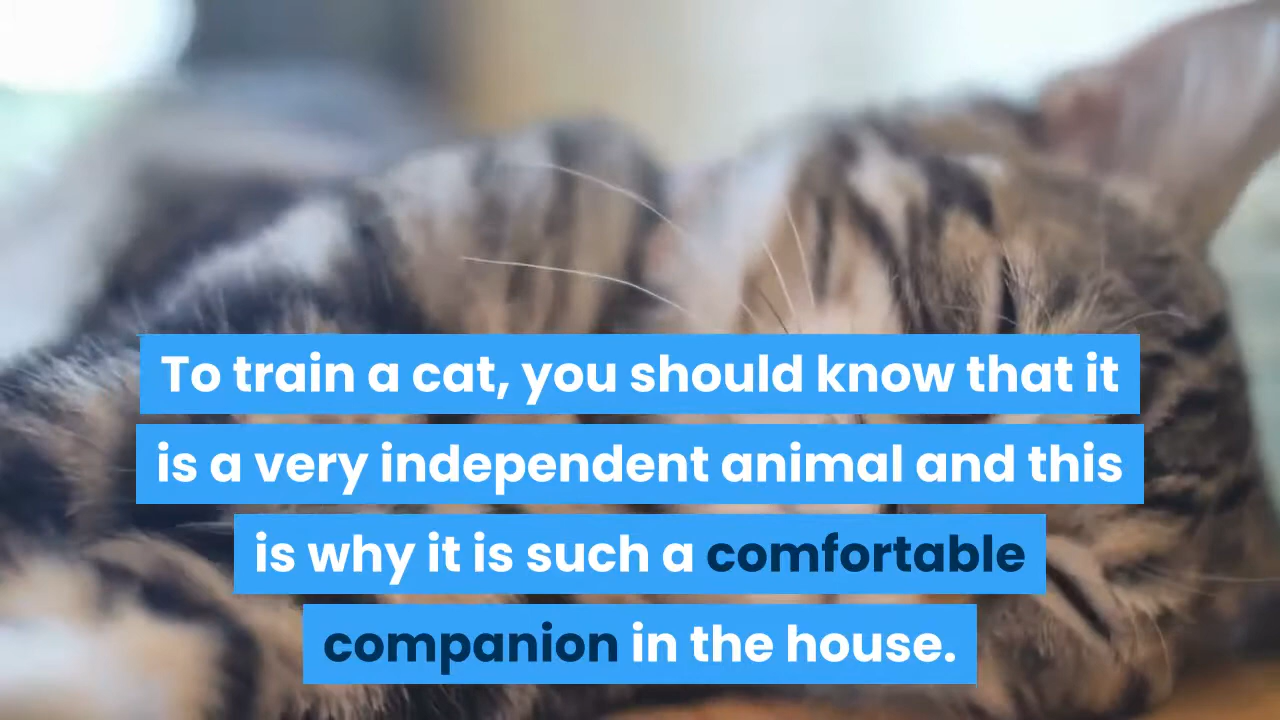 To train a cat, you should know that it
is a very independent animal and this
is why it is such a comfortable
companion in the house.